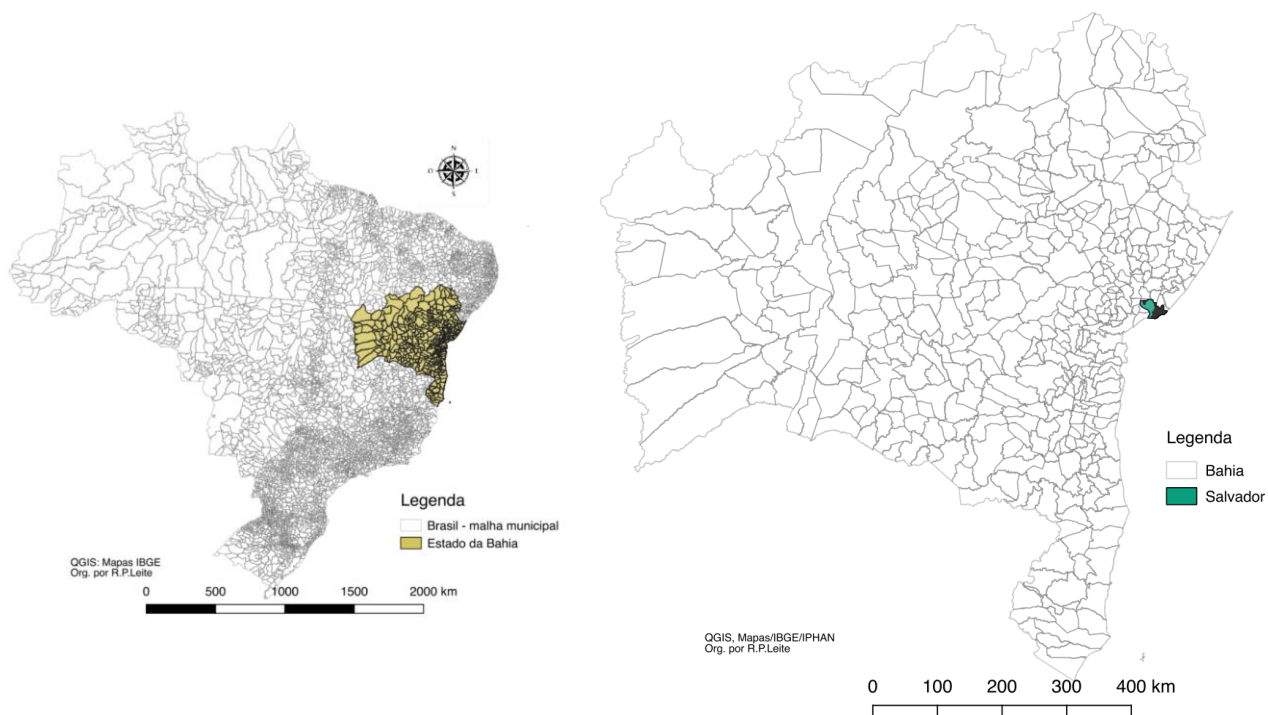 N
O
L
S
Legenda
Brasil - malha municipal
Estado da Bahia
QGIS: Mapas IBGE
Org. por R.P.Leite
0 500 1000 1500 2000 km
Legenda
Bahia
Salvador
QGIS, Mapas/IBGE/IPHAN
Org. por R.P.Leite
0 100 200 300 400 km